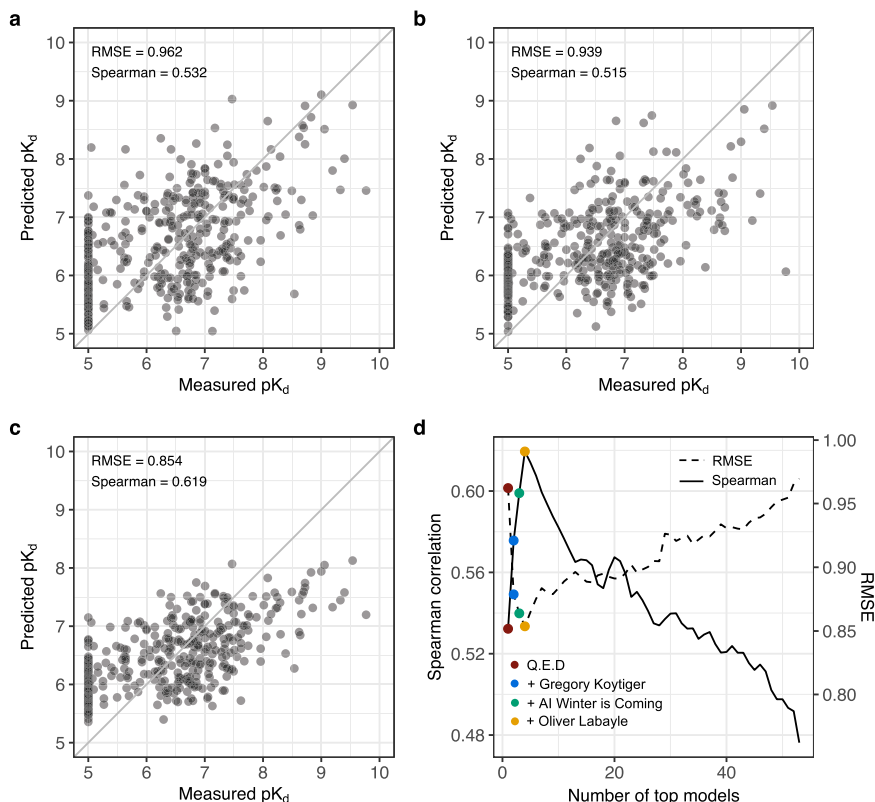 a
RMSE = 0.962
Spearman = 0.532
10
9
8
7
6
5
Predicted pKd
5 6 7 8 9 10
Measured pKd
b
RMSE = 0.939
Spearman = 0.515
10
9
8
7
6
5
Predicted pKd
5 6 7 8 9 10
Measured pKd
c
RMSE = 0.854
Spearman = 0.619
10
9
8
7
6
5
Predicted pKd
5 6 7 8 9 10
Measured pKd
d
RMSE
Spearman
0.60
0.56
0.52
0.48
Spearman correlation
1.00
0.95
0.90
0.85
0.80
RMSE
Q.E.D
+ Gregory Koytiger
+ AI Winter is Coming
+ Oliver Labayle
0 20 40
Number of top models